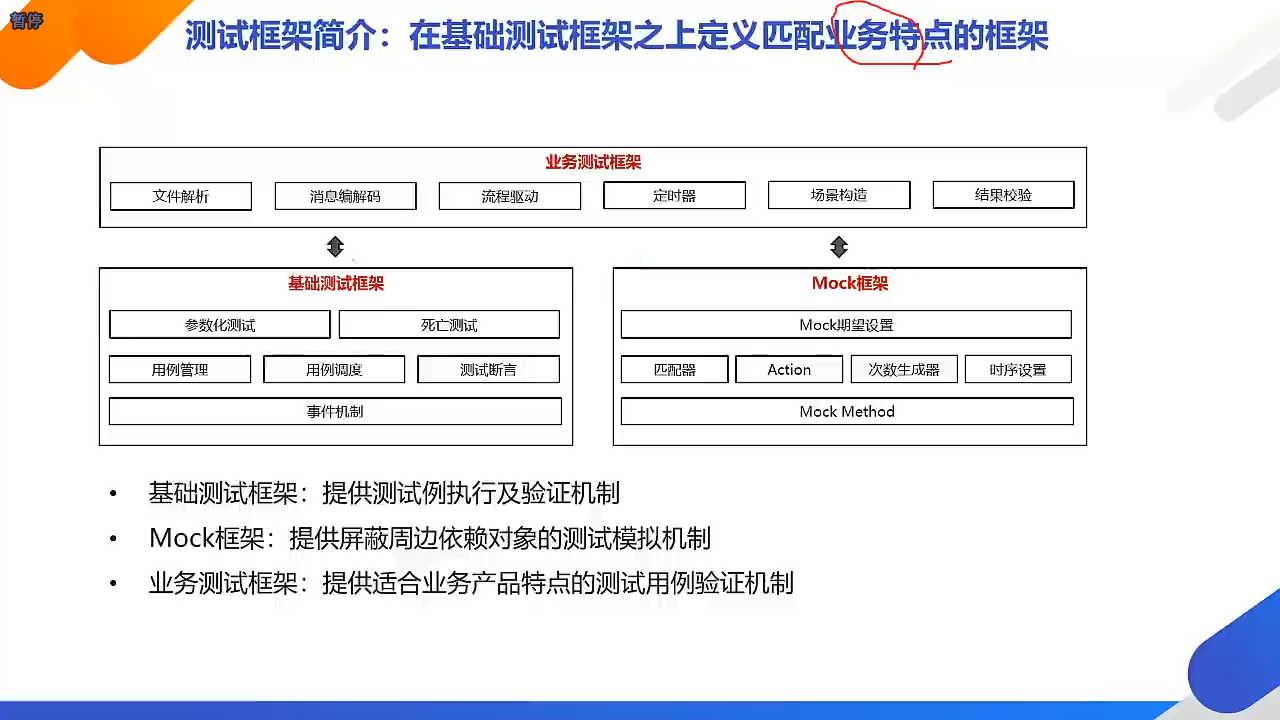 暂停
测试框架简介：在基础测试框架之上定义匹配业务特点的框架
业务测试框架
文件解析 消息编解码 流程驱动 定时器 场景构造 结果校验
基础测试框架
参数化测试 死亡测试
用例管理 用例调度 测试断言
事件机制
Mock框架
Mock期望设置
匹配器 Action 次数生成器 时序设置
Mock Method
• 基础测试框架：提供测试例执行及验证机制
• Mock框架：提供屏蔽周边依赖对象的测试模拟机制
• 业务测试框架：提供适合业务产品特点的测试用例验证机制